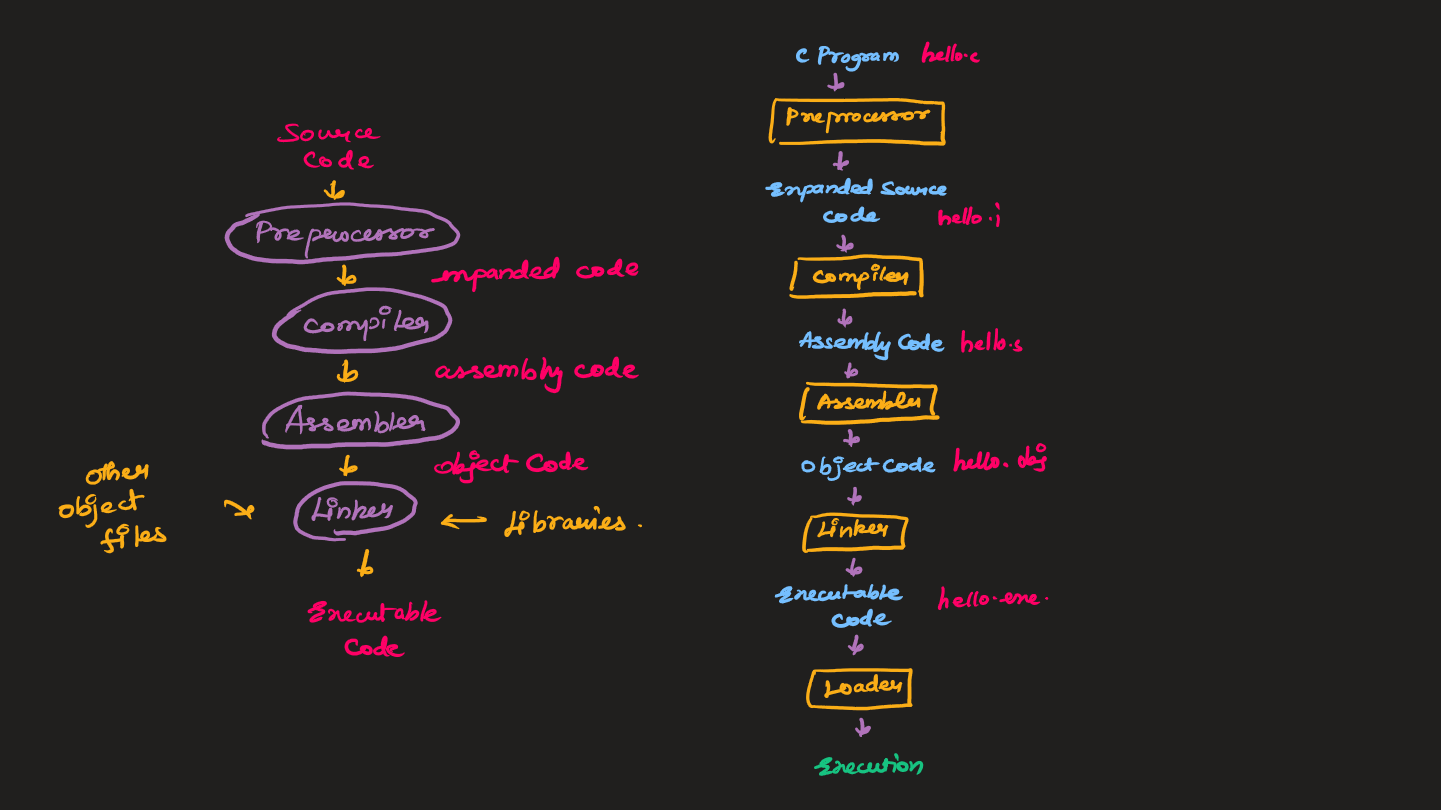 Source
Code
Preprocessor
expanded code
Compiler
assembly code
Assembler
object Code
other
object
files
Linker
Libraries.
Executable
Code
C Program hello.c
Preprocessor
Expanded Source
code hello.i
Compiler
Assembly Code hello.s
Assembler
object Code hello.obj
Linker
Executable hello.exe.
Code
Loader
Execution